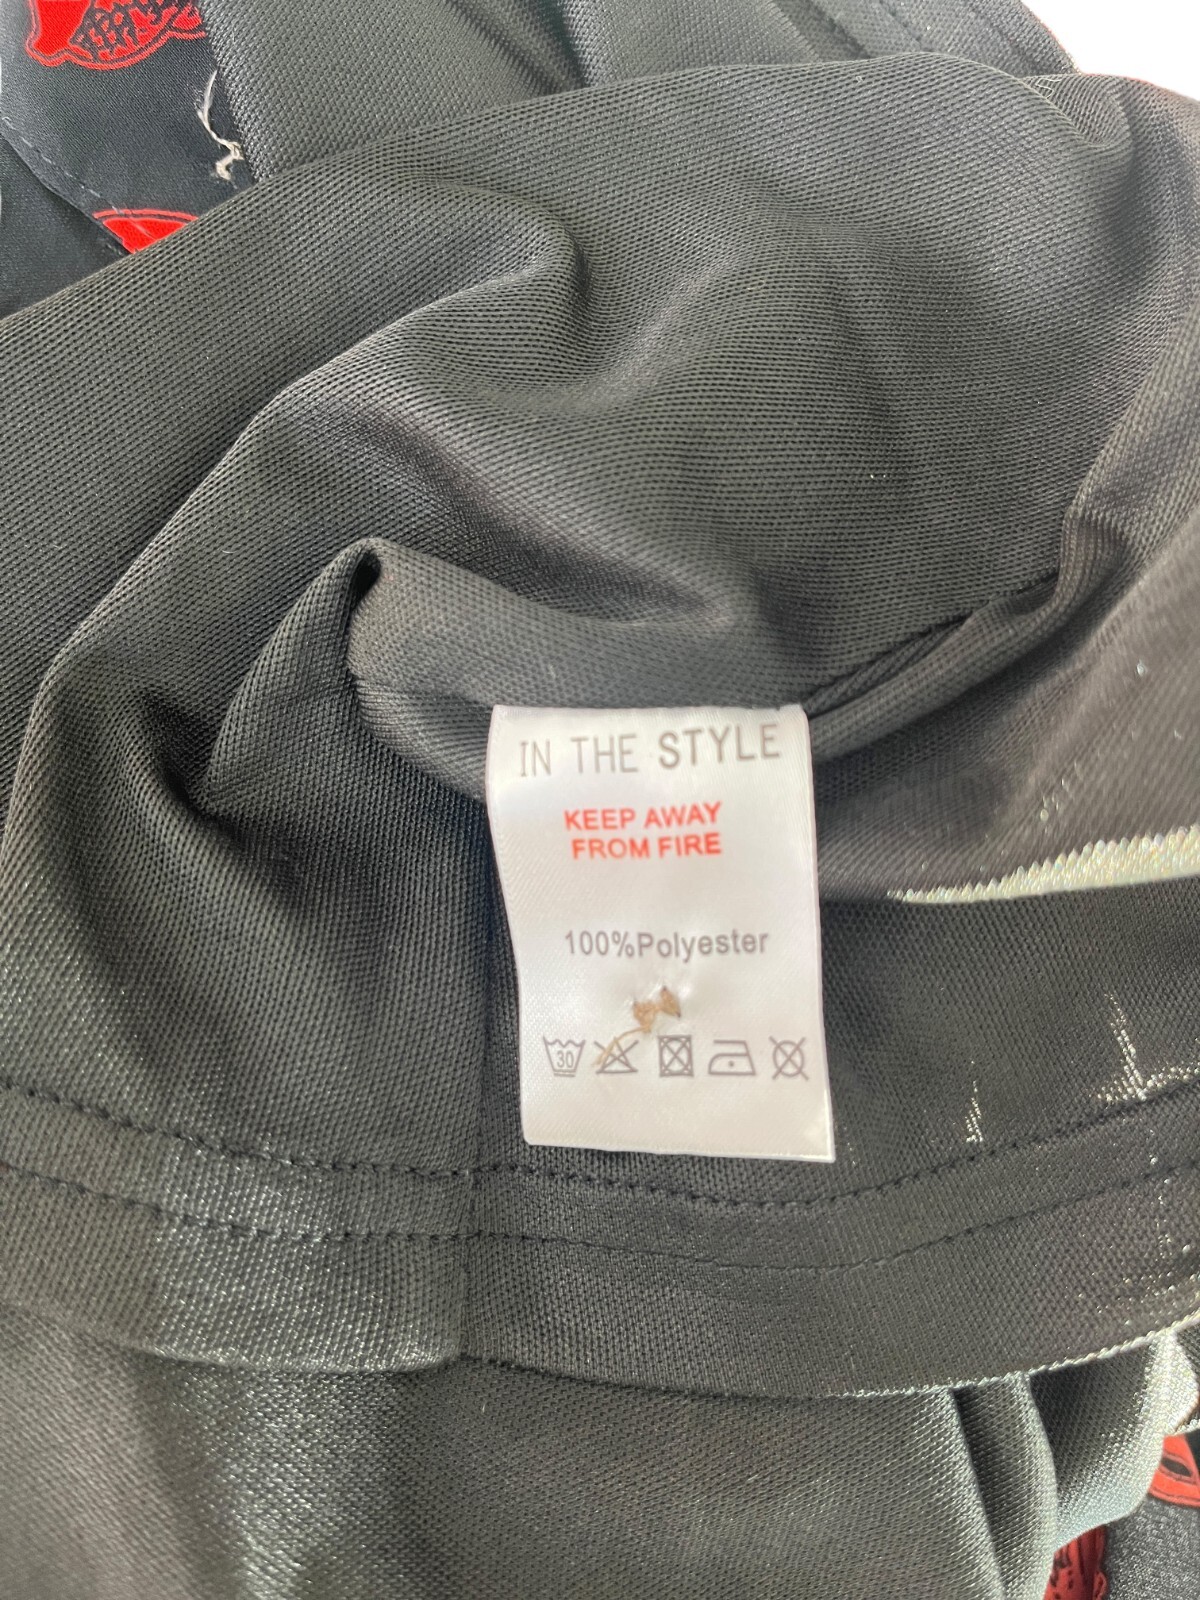 IN THE STYLE
KEEP AWAY
FROM FIRE
100%Polyester
30